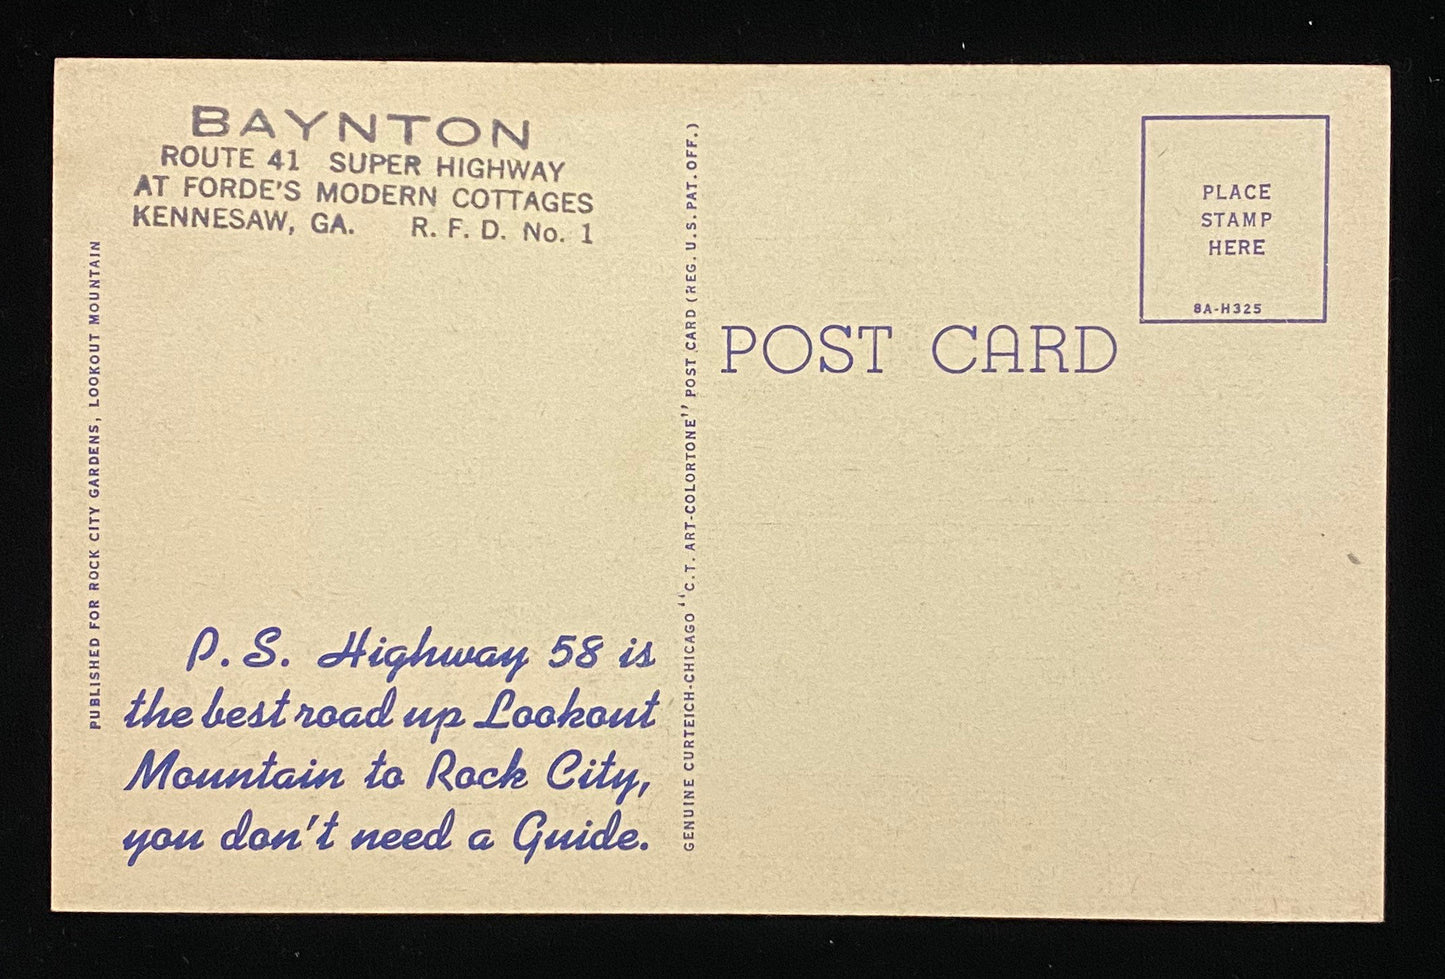 BAYNTON
ROUTE 41 SUPER HIGHWAY
AT FORDE'S MODERN COTTAGES
KENNESAW, GA. R. F. D. No. 1
PUBLISHED FOR ROCK CITY GARDENS, LOOKOUT MOUNTAIN
P. S. Highway 58 is
the best road up Lookout
Mountain to Rock City,
you don't need a Guide.
GENUINE CURTEICH-CHICAGO "C.T. ART-COLORTONE" POST CARD (REG. U.S. PAT. OFF.)
POST CARD
PLACE
STAMP
HERE
8A-H325